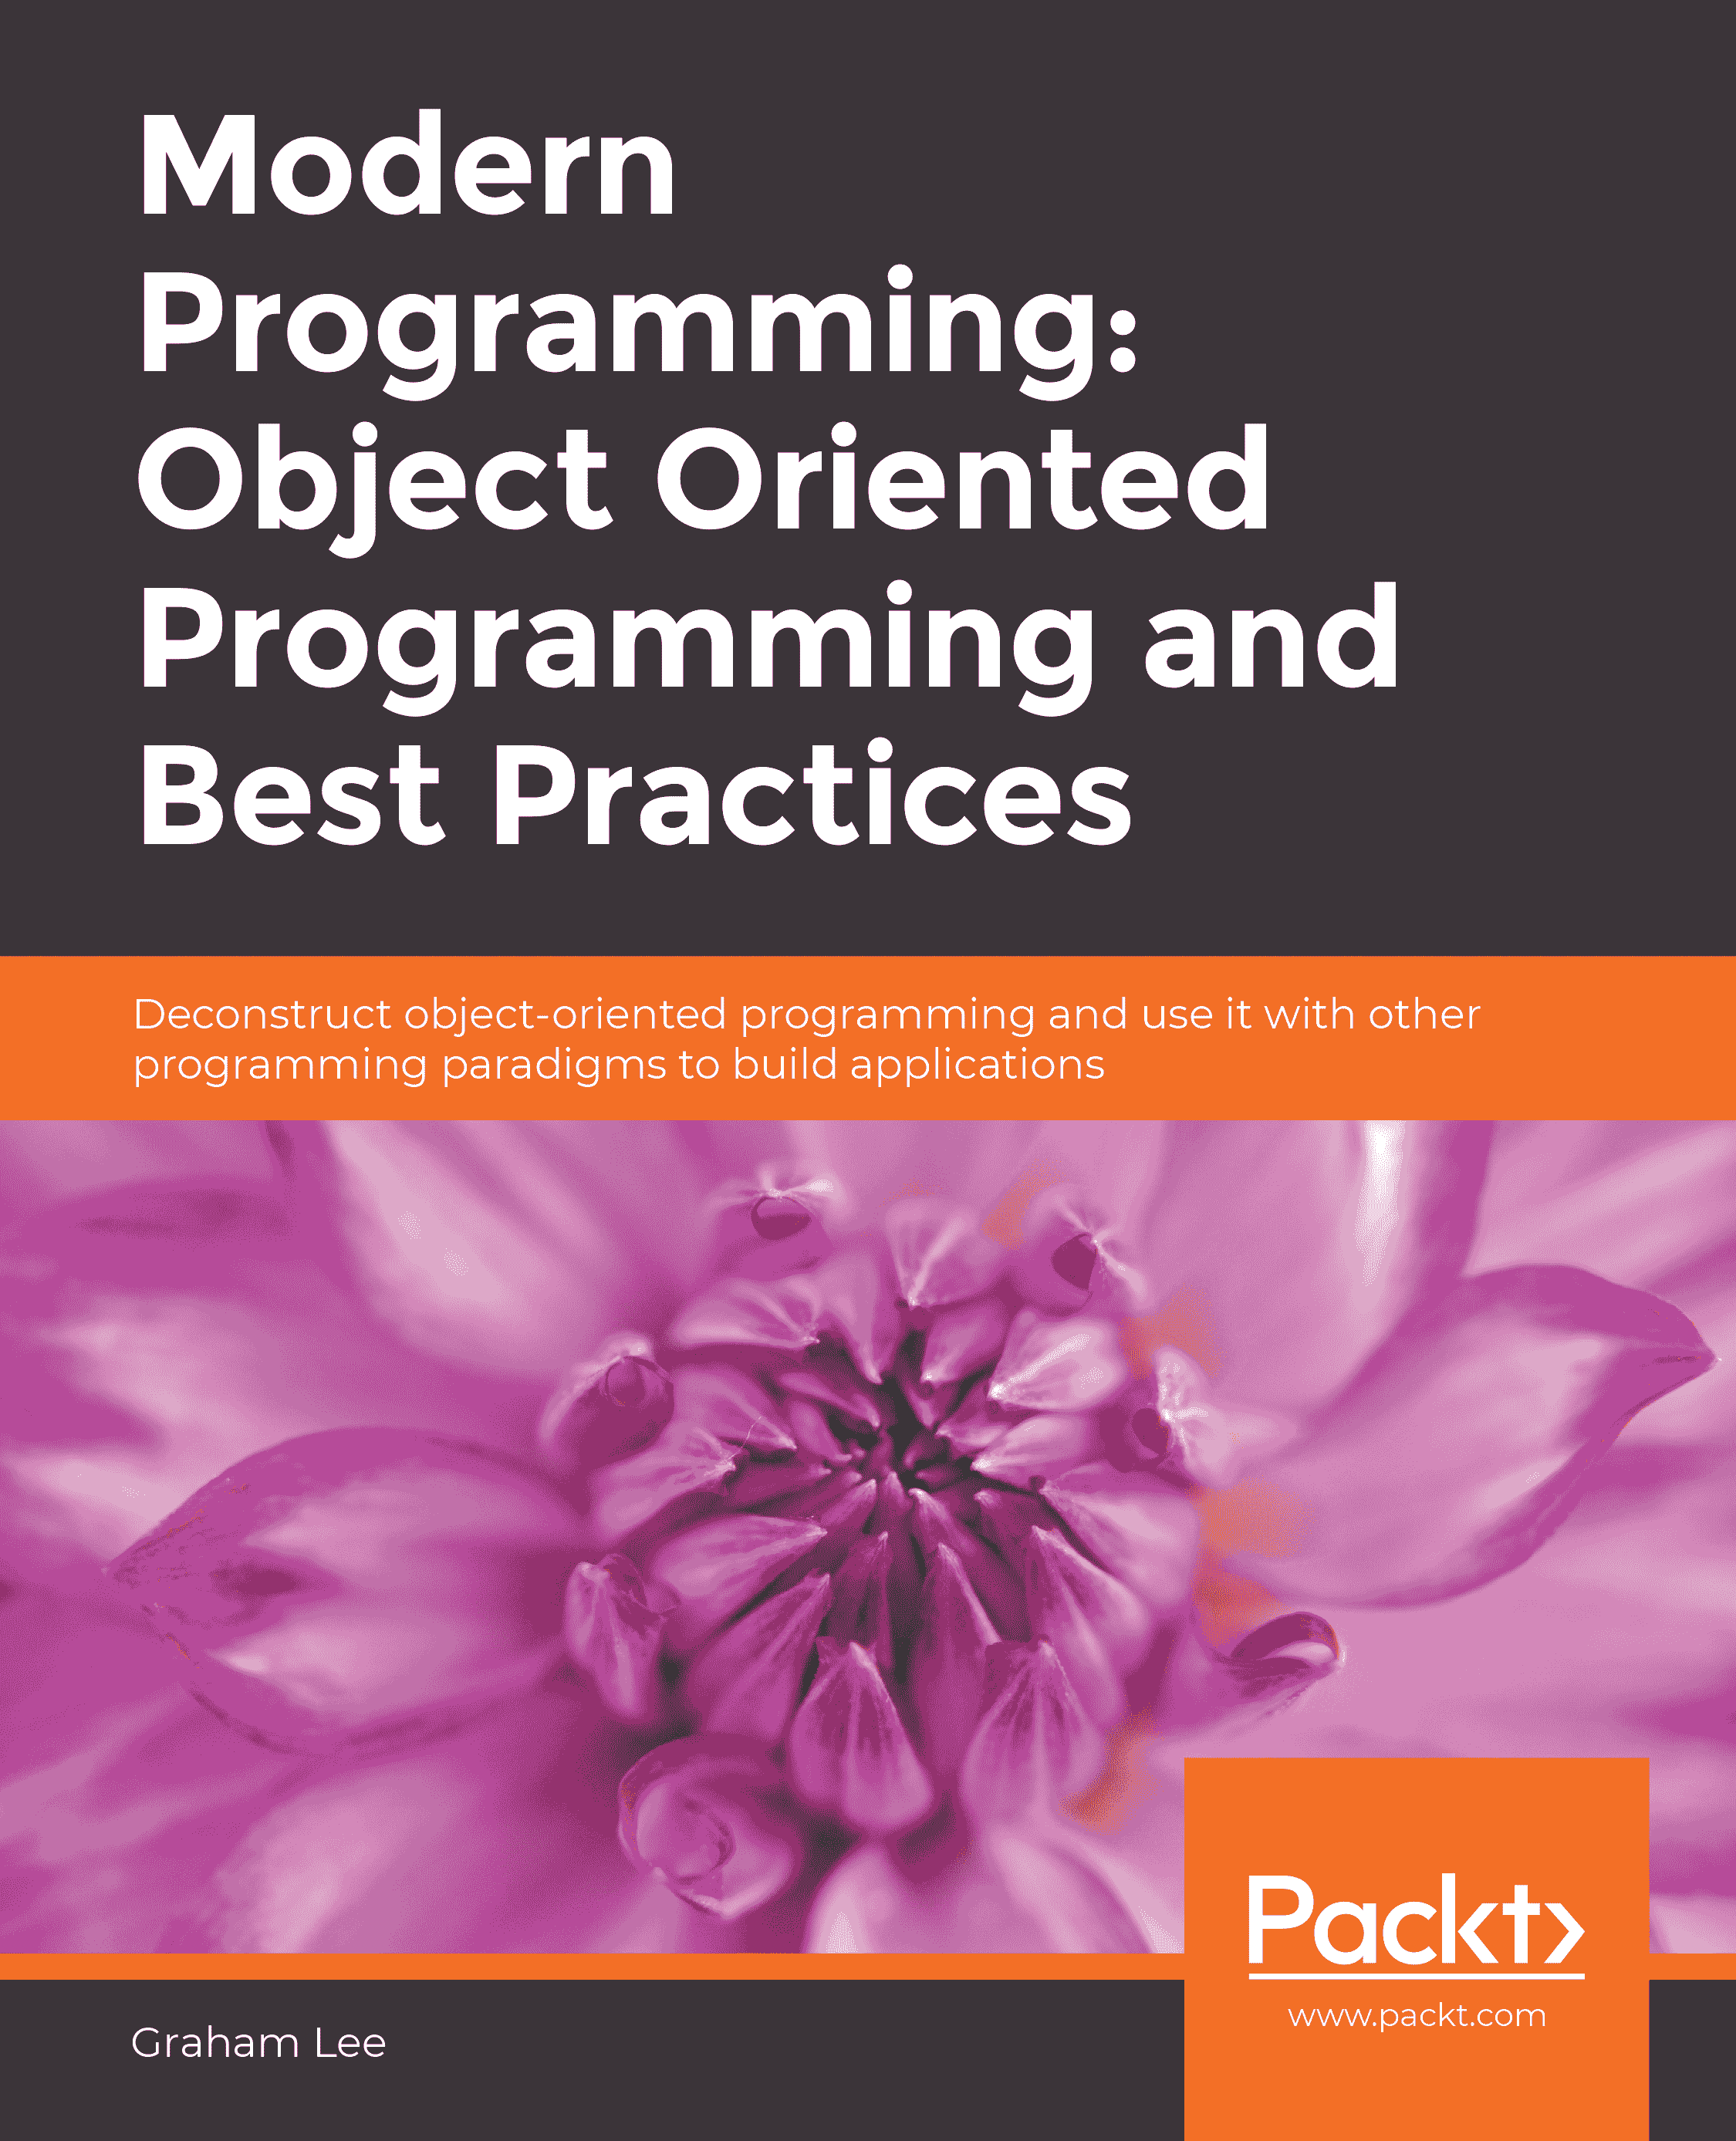 Modern
Programming:
Object Oriented
Programming and
Best Practices
Deconstruct object-oriented programming and use it with other
programming paradigms to build applications
Packt>
www.packt.com
Graham Lee